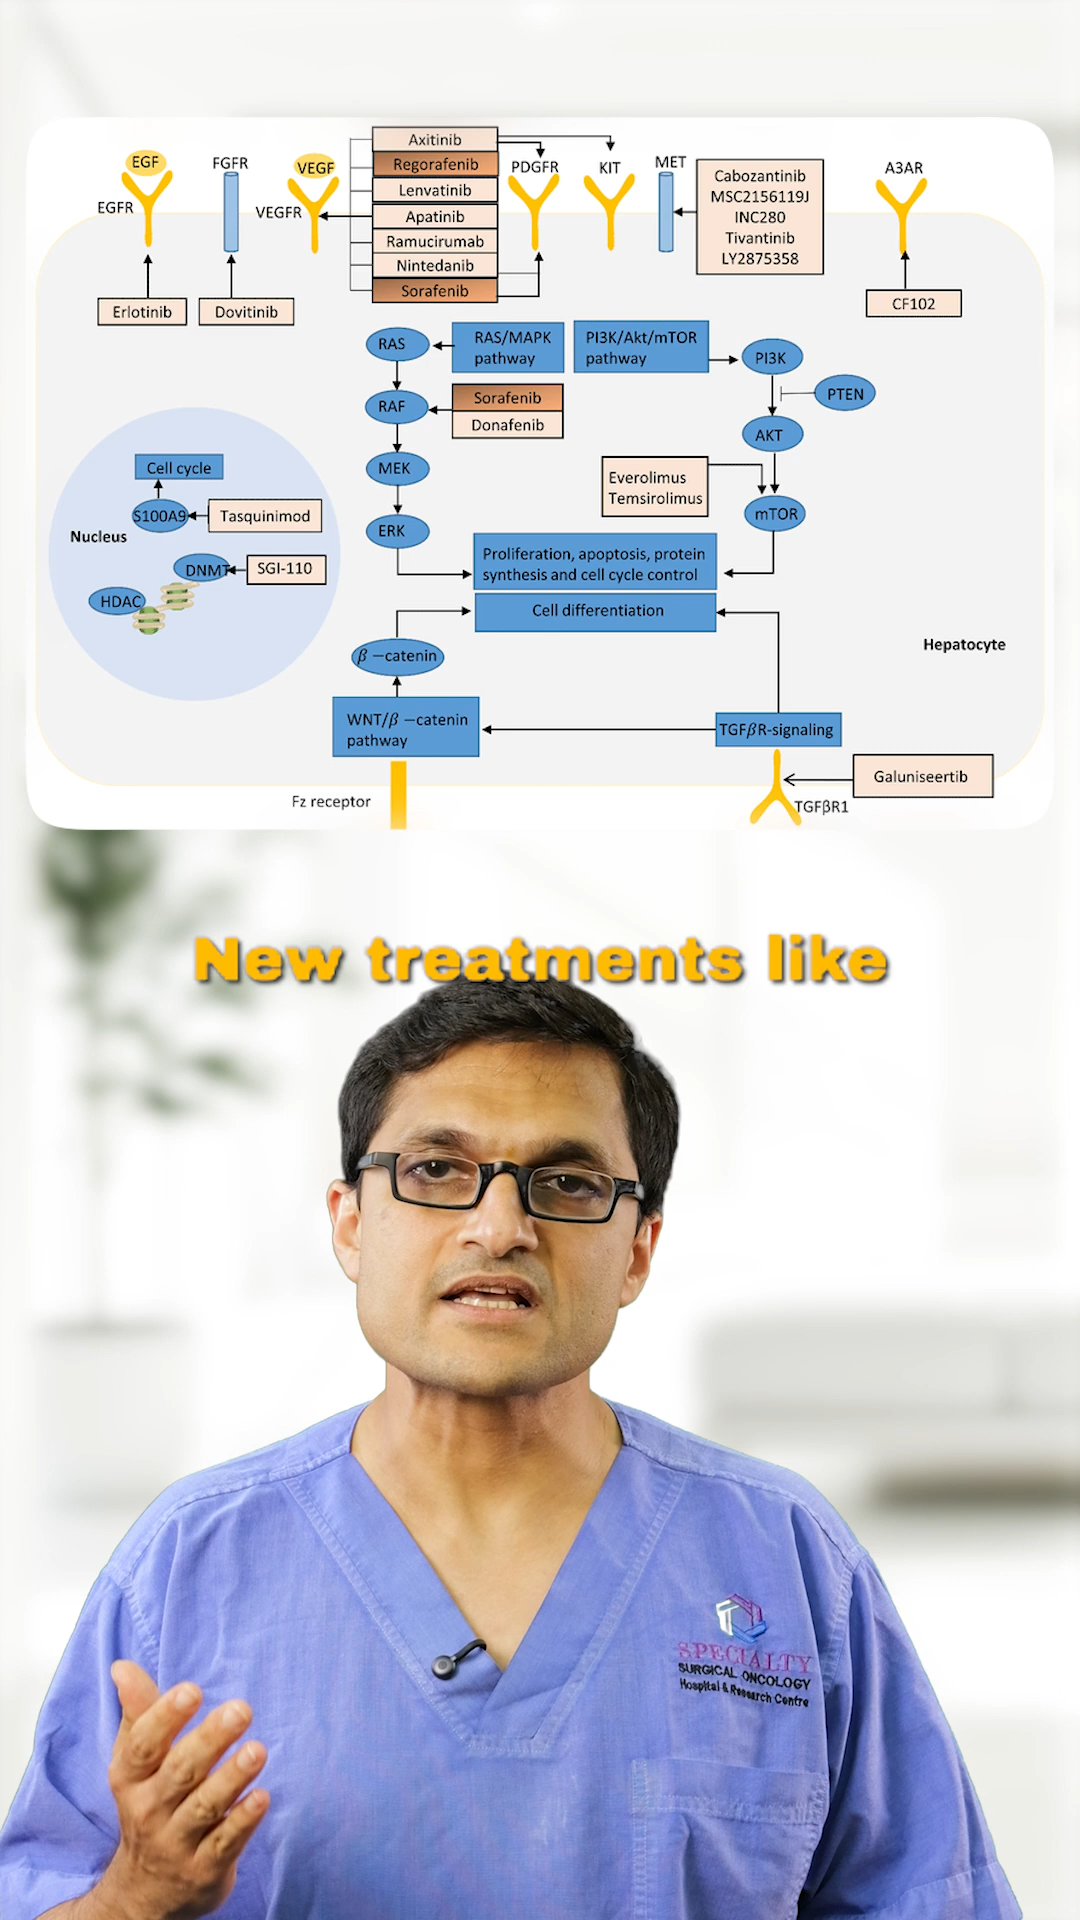 EGF
FGFR
VEGF
EGFR
VEGFR
Axitinib
Regorafenib
Lenvatinib
Apatinib
Ramucirumab
Nintedanib
Sorafenib
PDGFR
KIT
MET
Cabozantinib
MSC2156119J
INC280
Tivantinib
LY2875358
A3AR
Erlotinib
Dovitinib
CF102
RAS
RAS/MAPK
pathway
PI3K/Akt/mTOR
pathway
PI3K
PTEN
RAF
Sorafenib
Donafenib
AKT
MEK
Everolimus
Temsirolimus
mTOR
ERK
Cell cycle
S100A9
Tasquinimod
Nucleus
DNMT
SGI-110
HDAC
Proliferation, apoptosis, protein
synthesis and cell cycle control
Cell differentiation
β –catenin
Hepatocyte
WNT/β –catenin
pathway
TGFβR-signaling
Galuniseertib
Fz receptor
TGFβR1
New treatments like
SPECIALTY
SURGICAL ONCOLOGY
Hospital & Research Centre